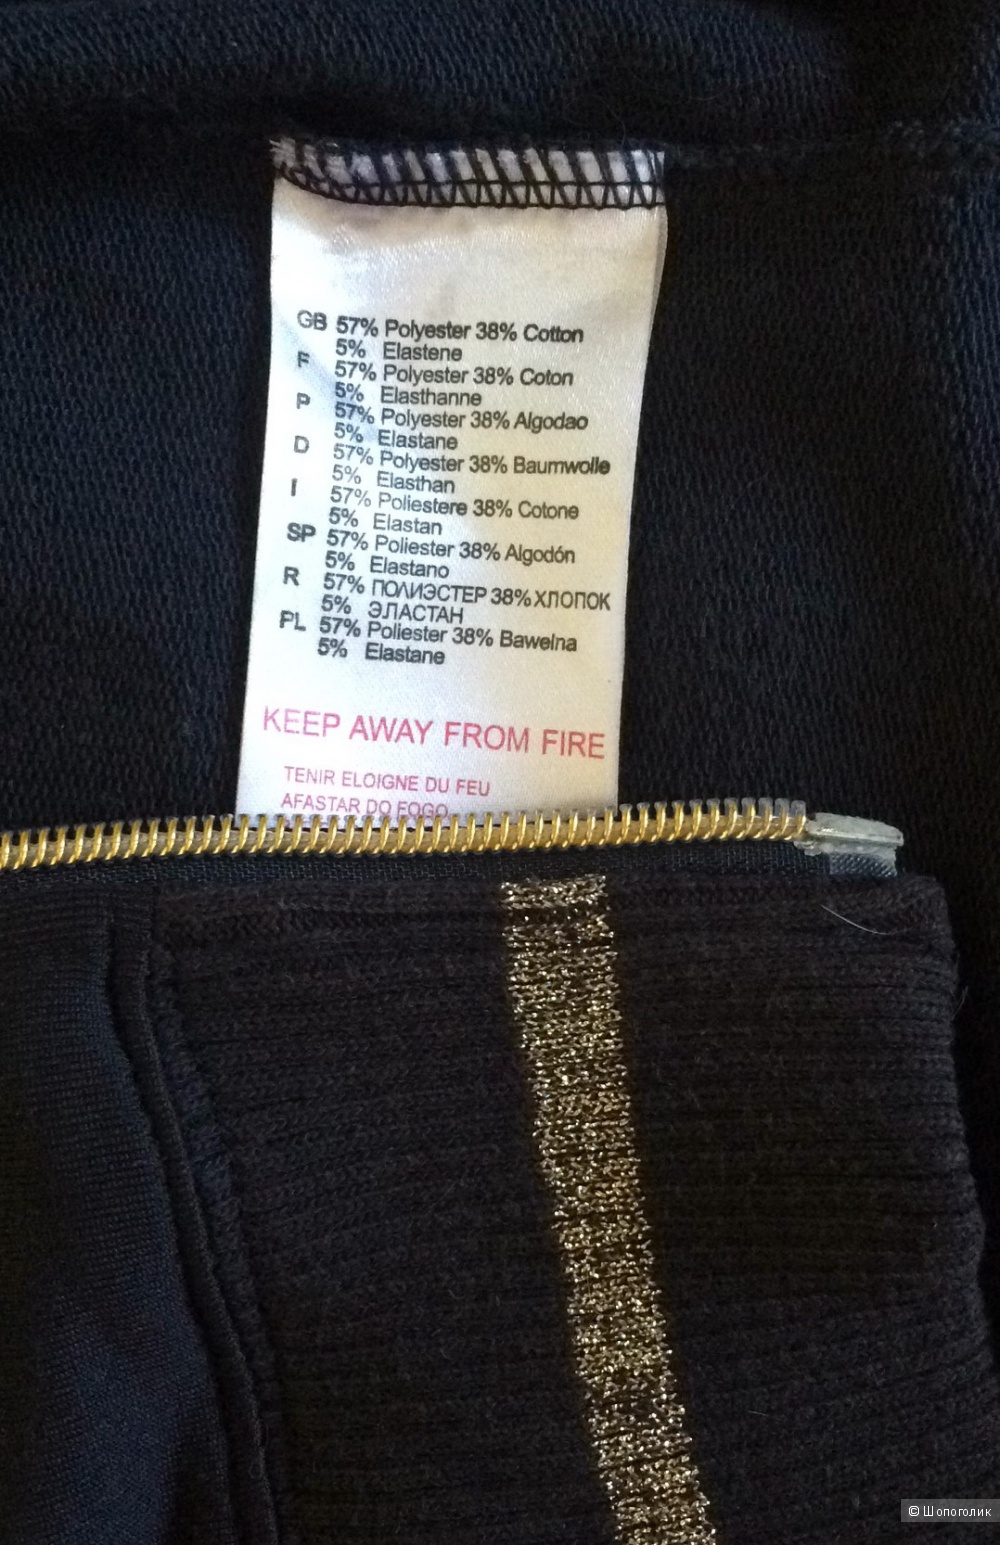 GB 57% Polyester 38% Cotton
5% Elastene
F 57% Polyester 38% Coton
5% Elasthanne
P 57% Polyester 38% Algodao
5% Elastane
D 57% Polyester 38% Baumwolle
5% Elasthan
I 57% Poliestere 38% Cotone
5% Elastan
SP 57% Poliester 38% Algodón
5% Elastano
R 57% ПОЛИЭСТЕР 38% ХЛОПОК
5% ЭЛАСТАН
PL 57% Poliester 38% Bawelna
5% Elastane
KEEP AWAY FROM FIRE
TENIR ELOIGNE DU FEU
AFASTAR DO FOGO
© Шопоголик